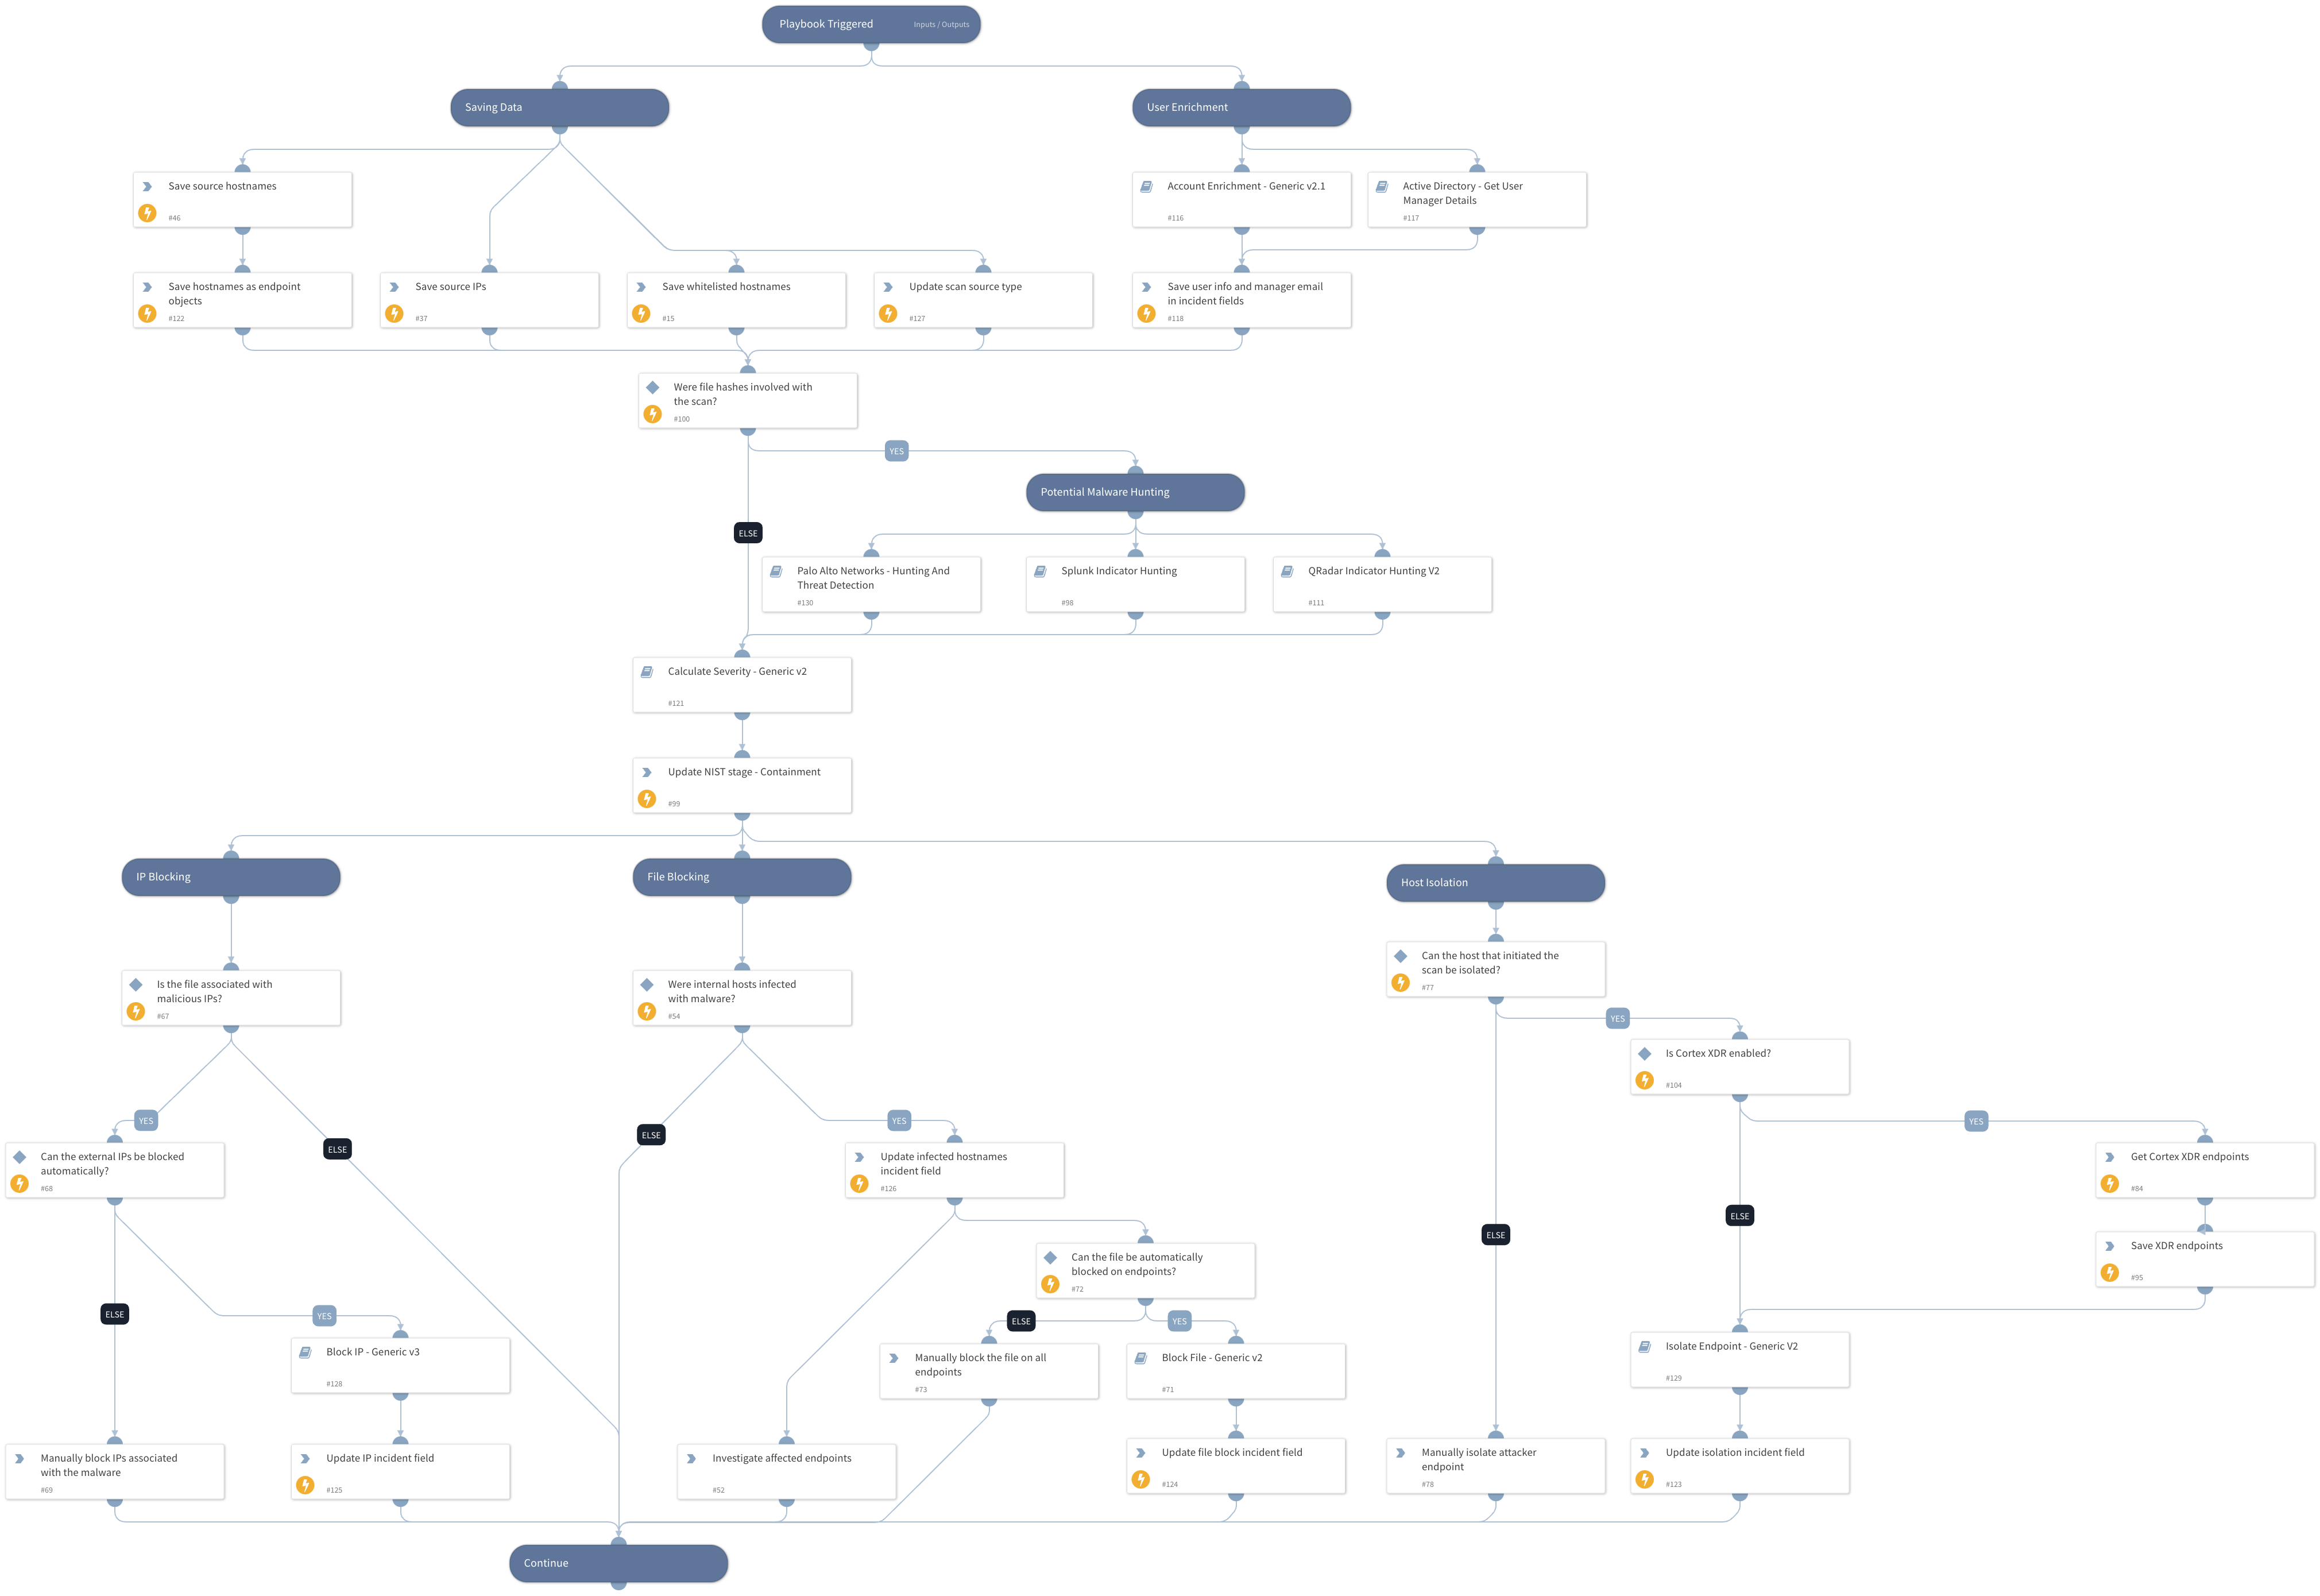 Playbook Triggered
Inputs / Outputs
Saving Data
User Enrichment
Save source hostnames
#46
Account Enrichment - Generic v2.1
#116
Active Directory - Get User
Manager Details
#117
Save hostnames as endpoint
objects
#122
Save source IPs
#37
Save whitelisted hostnames
#15
Update scan source type
#127
Save user info and manager email
in incident fields
#118
Were file hashes involved with
the scan?
#100
YES
Potential Malware Hunting
ELSE
Palo Alto Networks - Hunting And
Threat Detection
#130
Splunk Indicator Hunting
#98
QRadar Indicator Hunting V2
#111
Calculate Severity - Generic v2
#121
Update NIST stage - Containment
#99
IP Blocking
File Blocking
Host Isolation
Is the file associated with
malicious IPs?
#67
Were internal hosts infected
with malware?
#54
Can the host that initiated the
scan be isolated?
#77
YES
Is Cortex XDR enabled?
#104
YES
ELSE
ELSE
YES
YES
Can the external IPs be blocked
automatically?
#68
Update infected hostnames
incident field
#126
Get Cortex XDR endpoints
#84
ELSE
ELSE
Can the file be automatically
blocked on endpoints?
#72
Save XDR endpoints
#95
ELSE
YES
ELSE
YES
Block IP - Generic v3
#128
Manually block the file on all
endpoints
#73
Block File - Generic v2
#71
Isolate Endpoint - Generic V2
#129
Manually block IPs associated
with the malware
#69
Update IP incident field
#125
Investigate affected endpoints
#52
Update file block incident field
#124
Manually isolate attacker
endpoint
#78
Update isolation incident field
#123
Continue